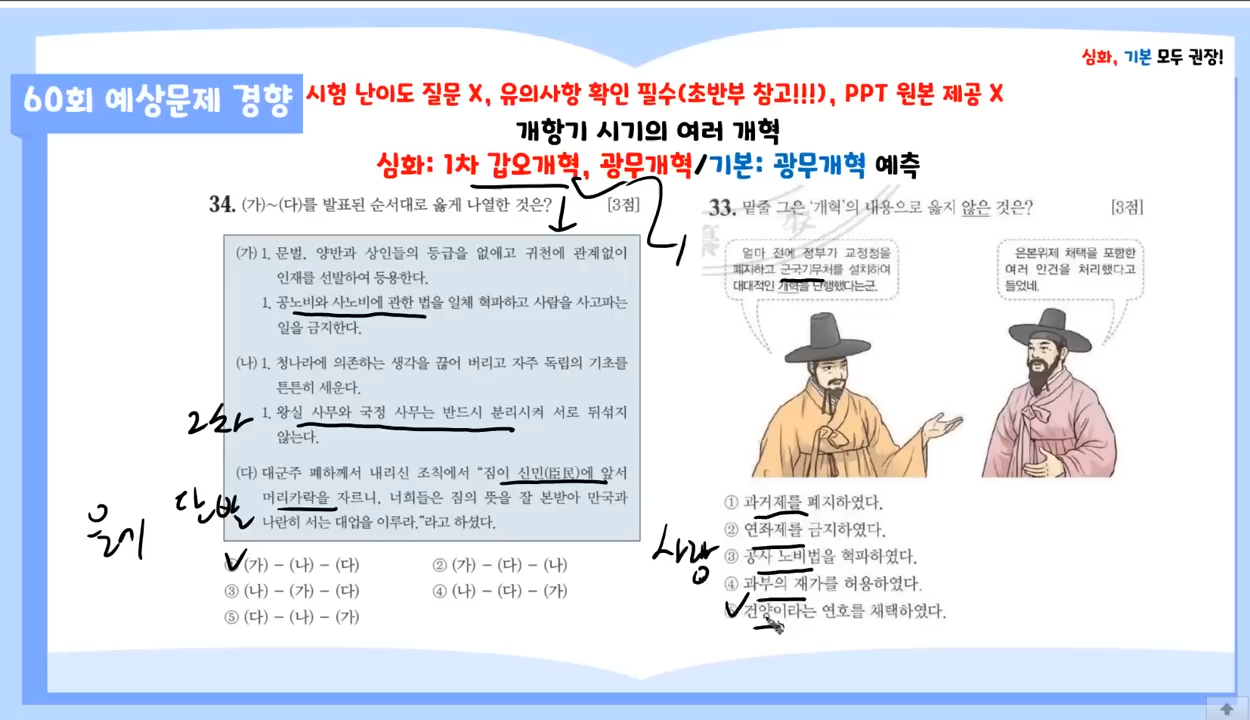 심화, 기본 모두 권장!
60회 예상문제 경향
시험 난이도 질문 X, 유의사항 확인 필수(초반부 참고!!!), PPT 원본 제공 X
개항기 시기의 여러 개혁
심화: 1차 갑오개혁, 광무개혁/기본: 광무개혁 예측
34. (가)~(다)를 발표된 순서대로 옳게 나열한 것은? [3점]
(가) 1. 문벌, 양반과 상인들의 등급을 없애고 귀천에 관계없이
인재를 선발하여 등용한다.
1. 공노비와 사노비에 관한 법을 일체 혁파하고 사람을 사고파는
일을 금지한다.
(나) 1. 청나라에 의존하는 생각을 끊어 버리고 자주 독립의 기초를
튼튼히 세운다.
2차
1. 왕실 사무와 국정 사무는 반드시 분리시켜 서로 뒤섞지
않는다.
(다) 대군주 폐하께서 내리신 조칙에서 “짐이 신민(臣民)에 앞서
단발
머리카락을 자르니, 너희들은 짐의 뜻을 잘 본받아 만국과
나란히 서는 대업을 이루라.”라고 하셨다.
을미
① (가) - (나) - (다) ② (가) - (다) - (나)
③ (나) - (가) - (다) ④ (나) - (다) - (가)
⑤ (다) - (나) - (가)
33. 밑줄 그은 ‘개혁’의 내용으로 옳지 않은 것은? [3점]
얼마 전에 정부가 교정청을
폐지하고 군국기무처를 설치하여
대대적인 개혁을 단행했다는군.
은본위제 채택을 포함한
여러 안건을 처리했다고
들었네.
① 과거제를 폐지하였다.
② 연좌제를 금지하였다.
③ 공사 노비법을 혁파하였다.
④ 과부의 재가를 허용하였다.
⑤ 건양이라는 연호를 채택하였다.